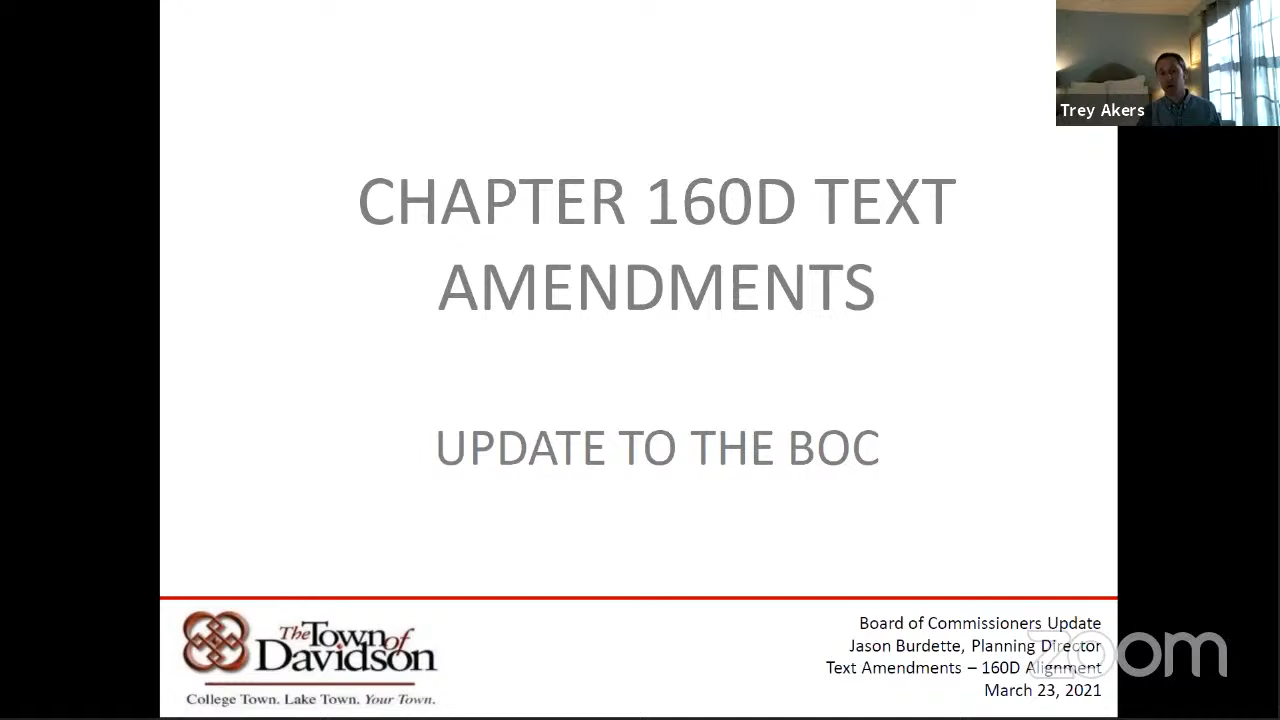 Trey Akers
CHAPTER 160D TEXT
AMENDMENTS
UPDATE TO THE BOC
The Town of
Davidson
College Town. Lake Town. Your Town.
Board of Commissioners Update
Jason Burdette, Planning Director
Text Amendments – 160D Alignment
March 23, 2021
zoom